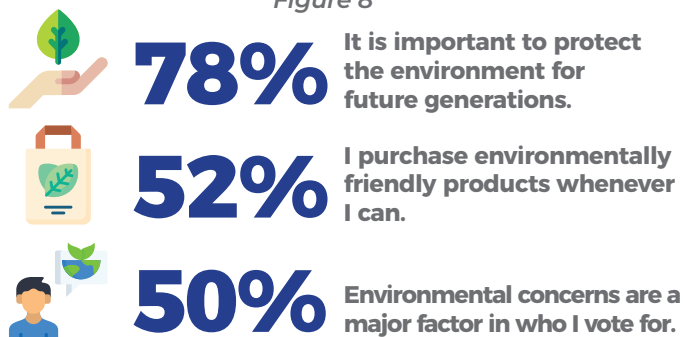 Figure 8
78%
It is important to protect
the environment for
future generations.
52%
I purchase environmentally
friendly products whenever
I can.
50%
Environmental concerns are a
major factor in who I vote for.